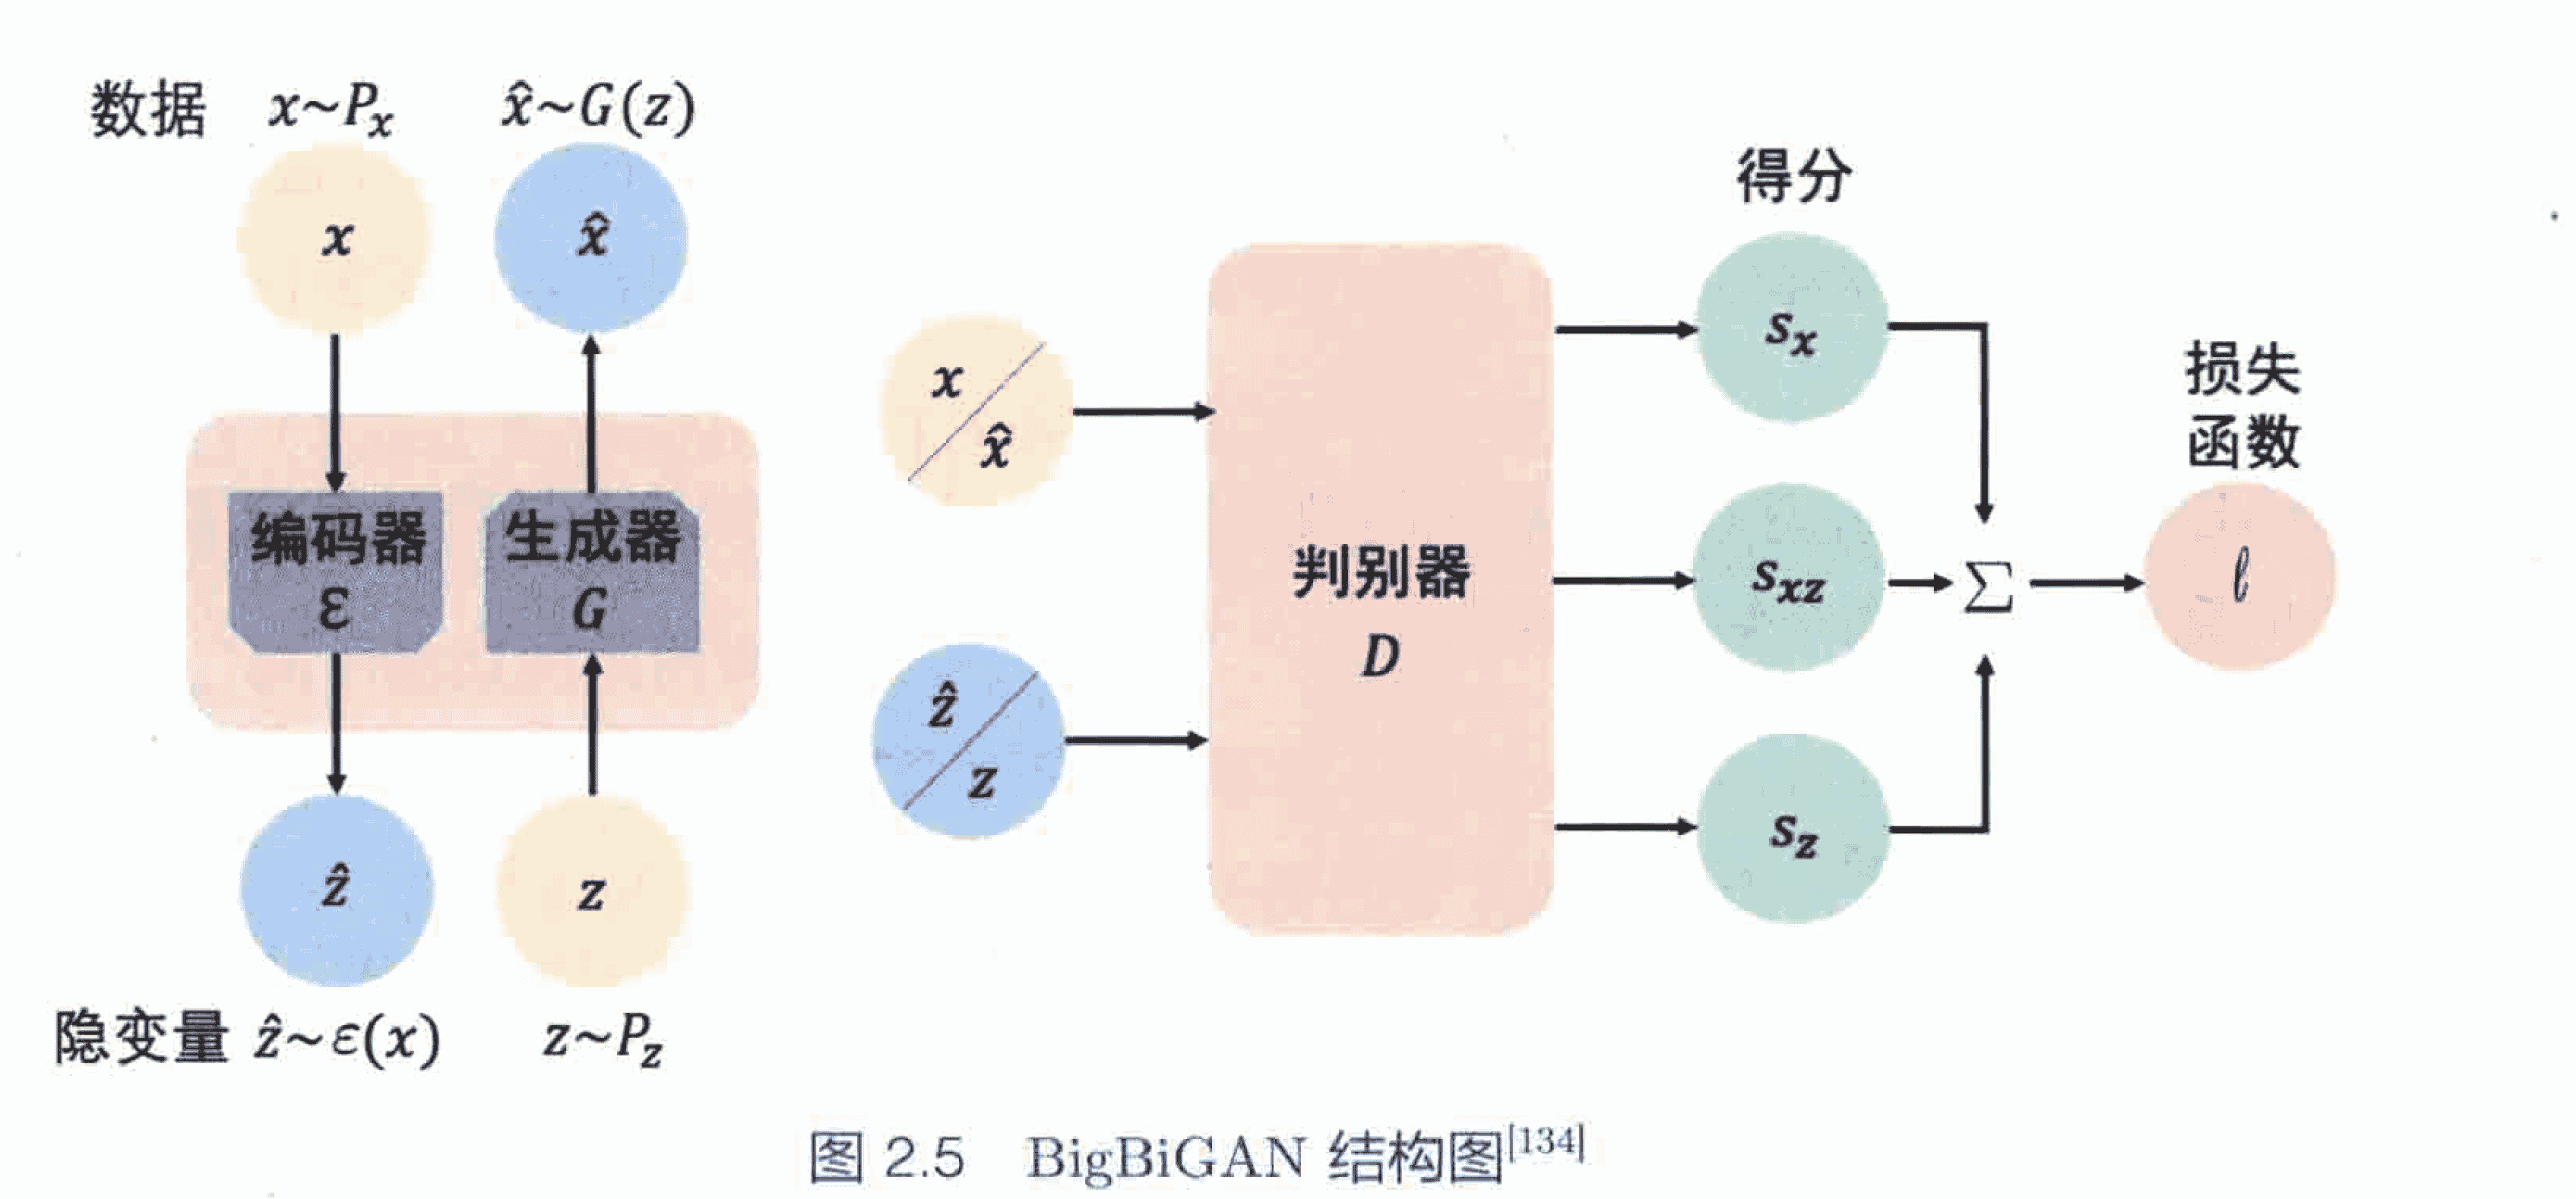 数据 x~Pₓ x̂~G(z)
x x̂
编码器 生成器
ε G
ẑ z
隐变量 ẑ~ε(x) z~P_z
x
x̂
ẑ
z
判别器
D
得分
sₓ
s_xz
s_z
Σ
损失
函数
ℓ
图 2.5 BigBiGAN 结构图[134]